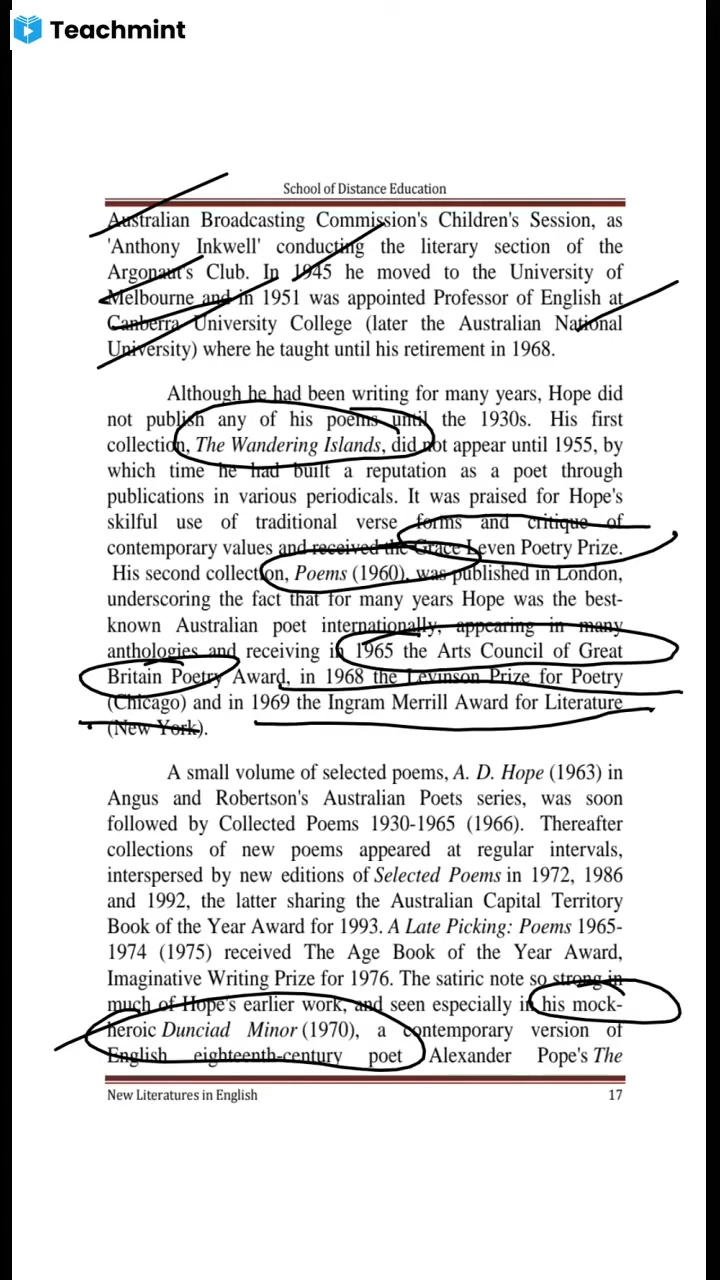 Teachmint
School of Distance Education
Australian Broadcasting Commission's Children's Session, as
'Anthony Inkwell' conducting the literary section of the
Argonaut's Club. In 1945 he moved to the University of
Melbourne and in 1951 was appointed Professor of English at
Canberra University College (later the Australian National
University) where he taught until his retirement in 1968.
Although he had been writing for many years, Hope did
not publish any of his poems until the 1930s. His first
collection, The Wandering Islands, did not appear until 1955, by
which time he had built a reputation as a poet through
publications in various periodicals. It was praised for Hope's
skilful use of traditional verse forms and critique of
contemporary values and received the Grace Leven Poetry Prize.
His second collection, Poems (1960), was published in London,
underscoring the fact that for many years Hope was the best-
known Australian poet internationally, appearing in many
anthologies and receiving in 1965 the Arts Council of Great
Britain Poetry Award, in 1968 the Levinson Prize for Poetry
(Chicago) and in 1969 the Ingram Merrill Award for Literature
(New York).
A small volume of selected poems, A. D. Hope (1963) in
Angus and Robertson's Australian Poets series, was soon
followed by Collected Poems 1930-1965 (1966). Thereafter
collections of new poems appeared at regular intervals,
interspersed by new editions of Selected Poems in 1972, 1986
and 1992, the latter sharing the Australian Capital Territory
Book of the Year Award for 1993. A Late Picking: Poems 1965-
1974 (1975) received The Age Book of the Year Award,
Imaginative Writing Prize for 1976. The satiric note so strong in
much of Hope's earlier work, and seen especially in his mock-
heroic Dunciad Minor (1970), a contemporary version of
English eighteenth-century poet Alexander Pope's The
New Literatures in English 17